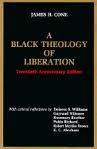 JAMES H. CONE
A BLACK THEOLOGY
OF LIBERATION
Twentieth Anniversary Edition
With critical reflections by Delores S. Williams
Gayraud Wilmore
Rosemary Ruether
Pablo Richard
Robert McAfee Brown
K. C. Abraham